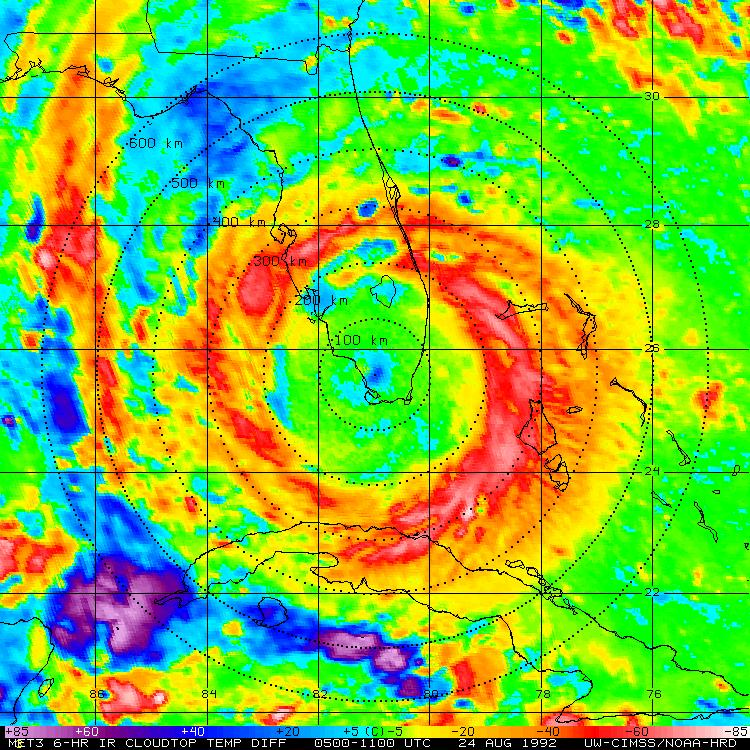 30
600 km
500 km
400 km
28
300 km
200 km
100 km
26
24
22
86 84 82 80 78 76
+85 +60 +40 +20 +5 (C) -5 -20 -40 -60 -85
MET3 6-HR IR CLOUDTOP TEMP DIFF 0500-1100 UTC 24 AUG 1992 UW-CIMSS/NOAA-HRD